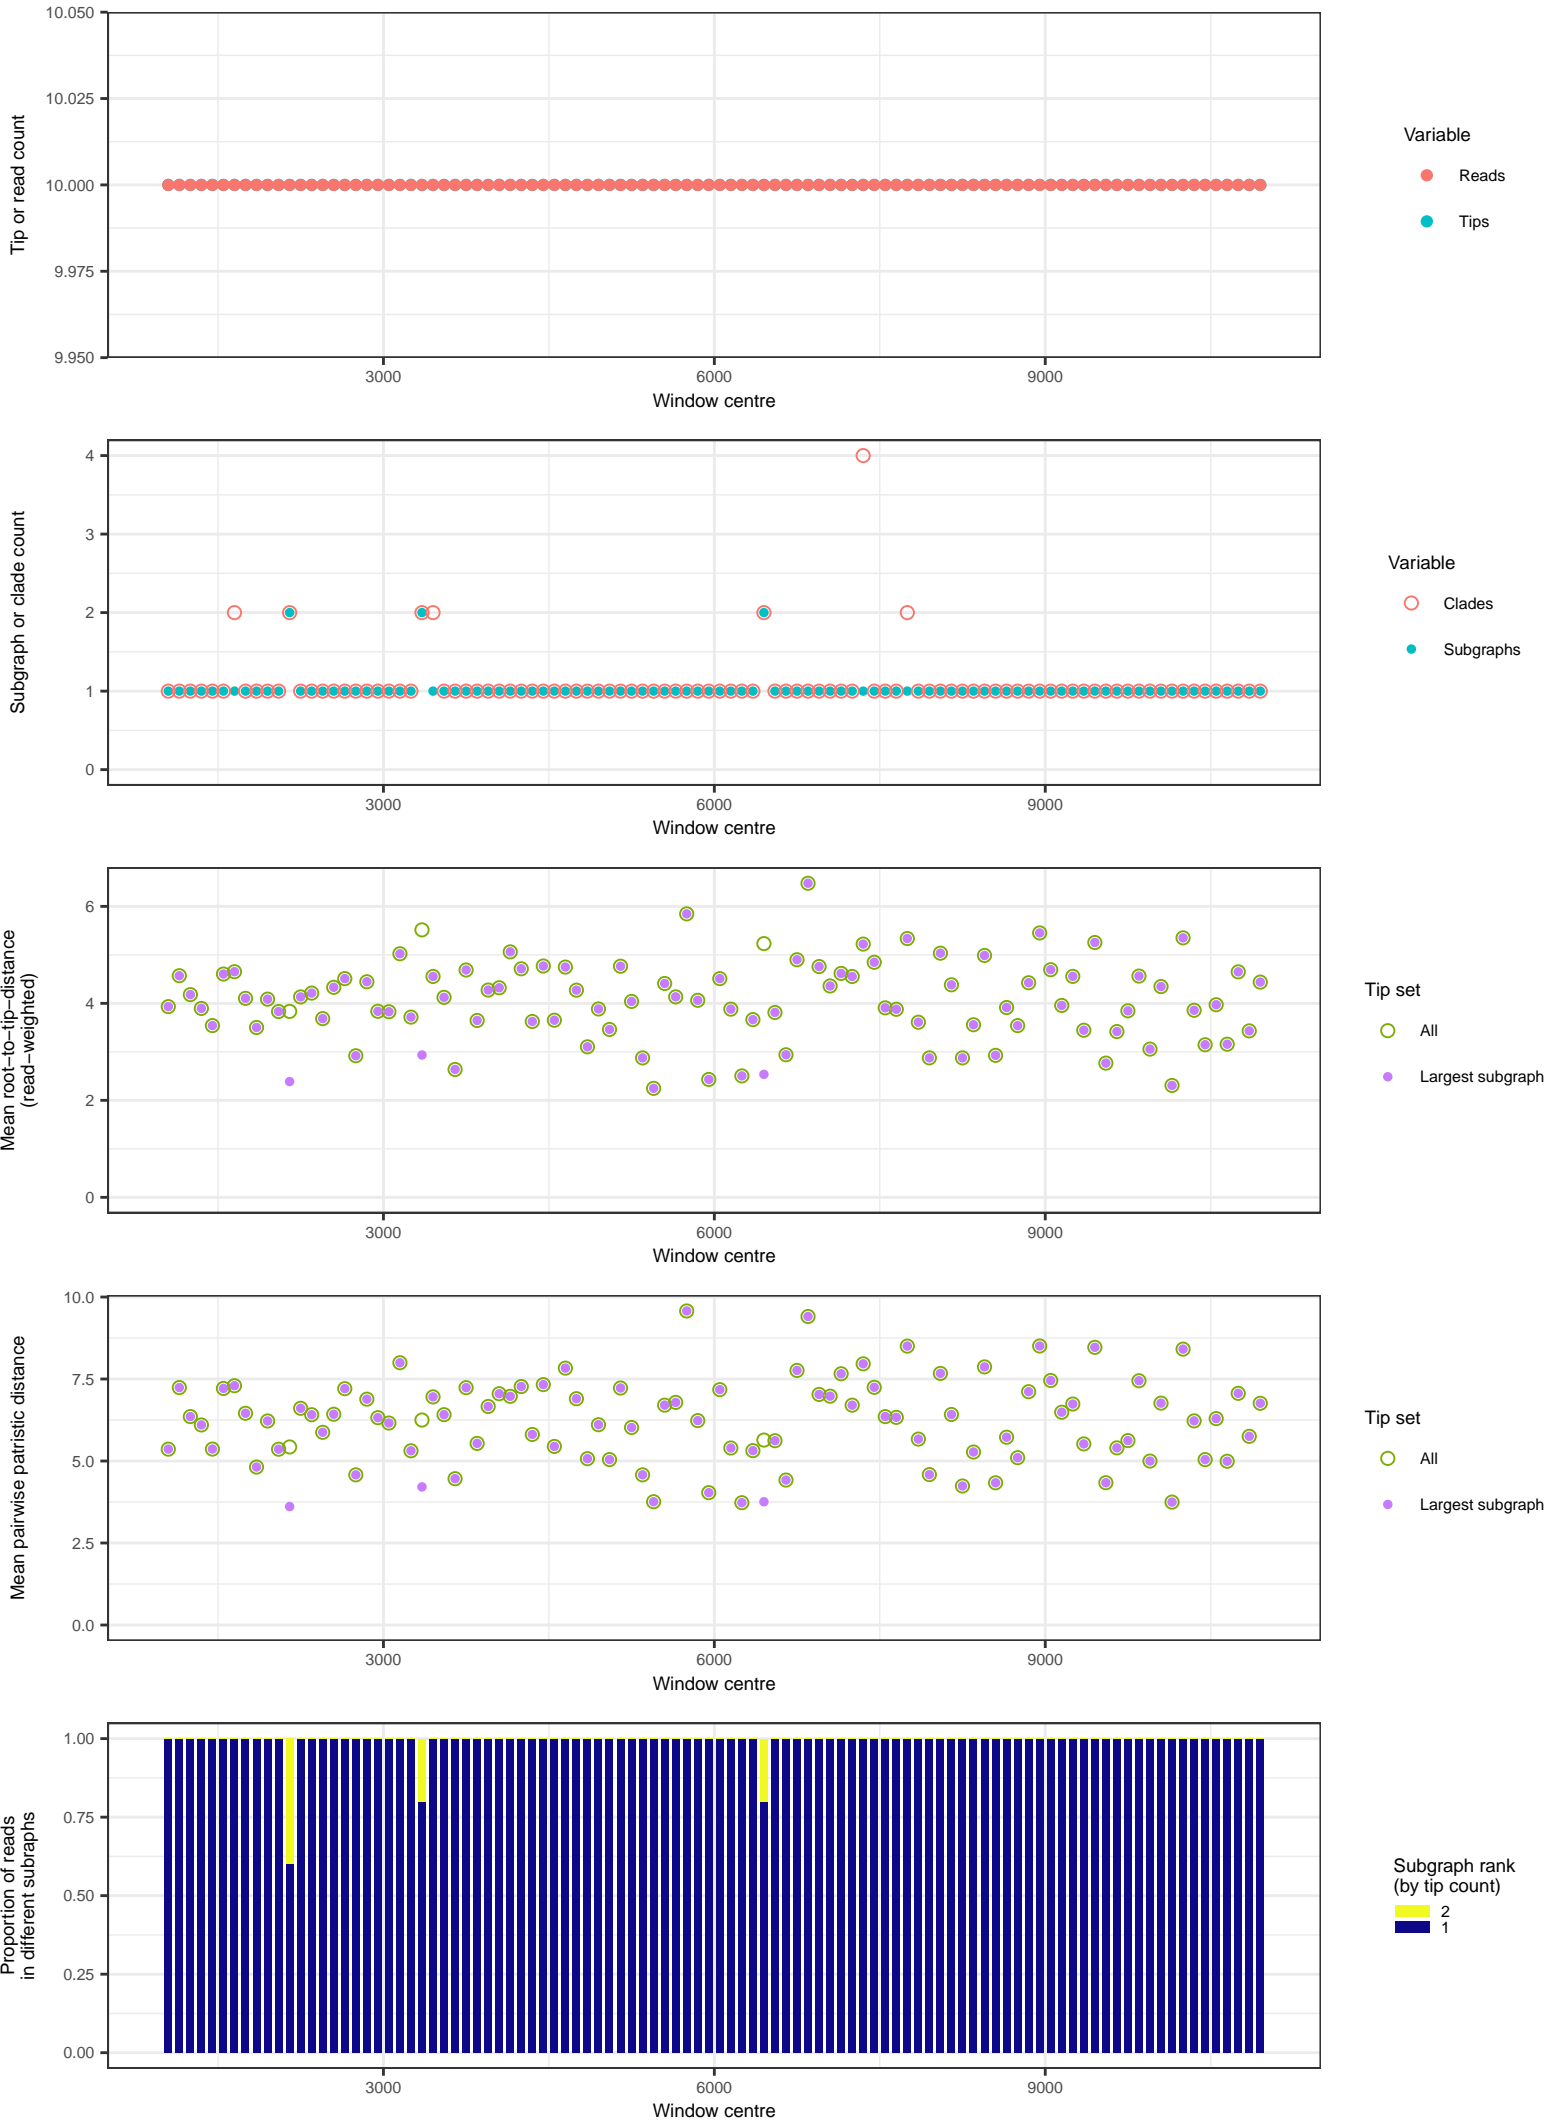 10.050
10.025
10.000
9.975
9.950
Tip or read count
3000 6000 9000
Window centre
Variable
Reads
Tips
4
3
2
1
0
Subgraph or clade count
3000 6000 9000
Window centre
Variable
Clades
Subgraphs
6
4
2
0
Mean root−to−tip−distance
(read−weighted)
3000 6000 9000
Window centre
Tip set
All
Largest subgraph
10.0
7.5
5.0
2.5
0.0
Mean pairwise patristic distance
3000 6000 9000
Window centre
Tip set
All
Largest subgraph
1.00
0.75
0.50
0.25
0.00
Proportion of reads
in different subraphs
3000 6000 9000
Window centre
Subgraph rank
(by tip count)
2
1